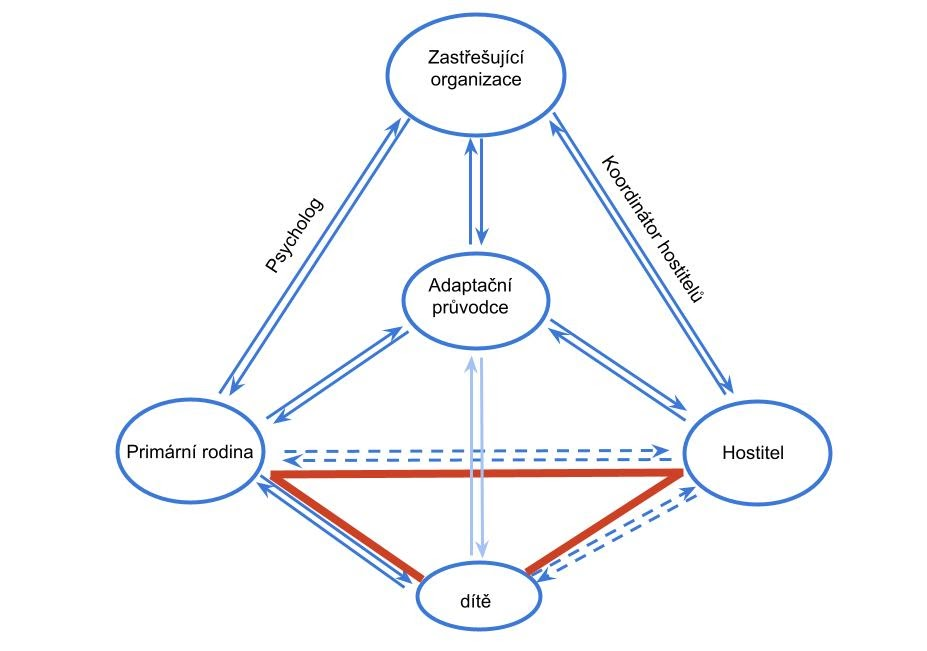 Zastřešující
organizace
Psycholog
Koordinátor hostitelů
Adaptační
průvodce
Primární rodina
Hostitel
dítě